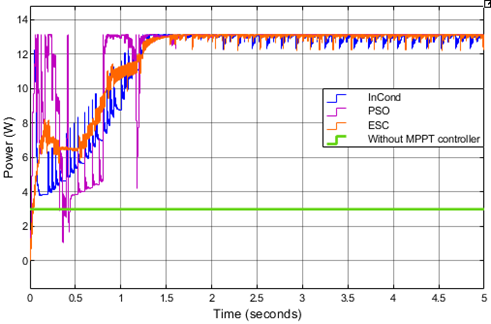 14
12
10
8
6
4
2
0
Power (W)
InCond
PSO
ESC
Without MPPT controller
0 0.5 1 1.5 2 2.5 3 3.5 4 4.5 5
Time (seconds)